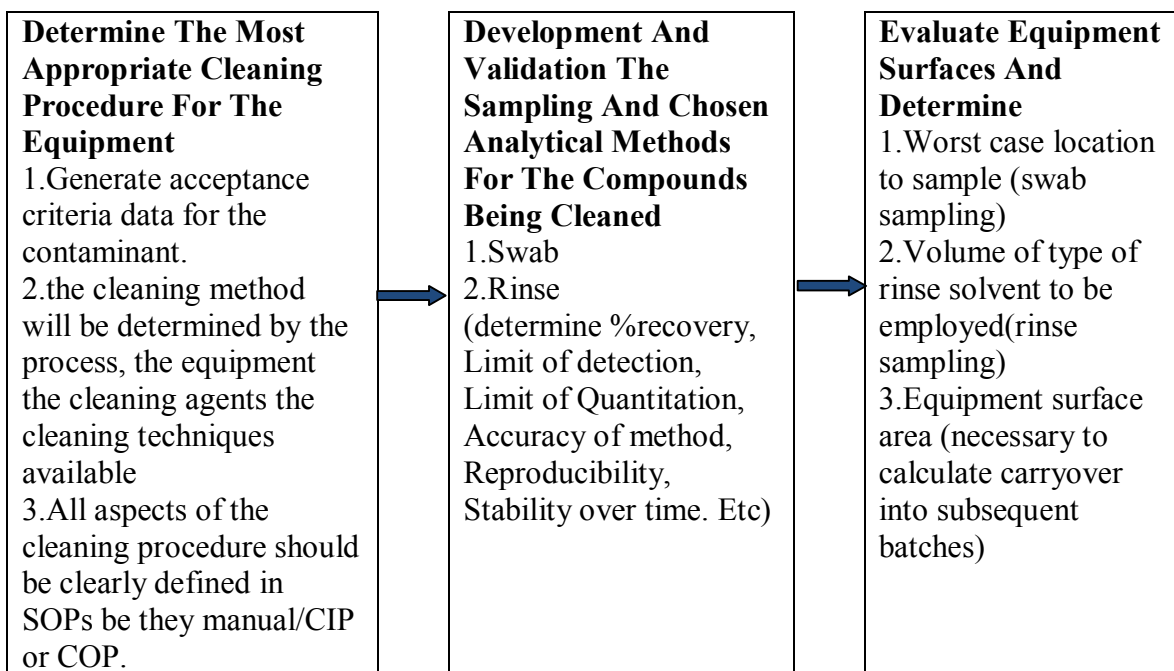 Determine The Most
Appropriate Cleaning
Procedure For The
Equipment
1.Generate acceptance
criteria data for the
contaminant.
2.the cleaning method
will be determined by the
process, the equipment
the cleaning agents the
cleaning techniques
available
3.All aspects of the
cleaning procedure should
be clearly defined in
SOPs be they manual/CIP
or COP.
Development And
Validation The
Sampling And Chosen
Analytical Methods
For The Compounds
Being Cleaned
1.Swab
2.Rinse
(determine %recovery,
Limit of detection,
Limit of Quantitation,
Accuracy of method,
Reproducibility,
Stability over time. Etc)
Evaluate Equipment
Surfaces And
Determine
1.Worst case location
to sample (swab
sampling)
2.Volume of type of
rinse solvent to be
employed(rinse
sampling)
3.Equipment surface
area (necessary to
calculate carryover
into subsequent
batches)